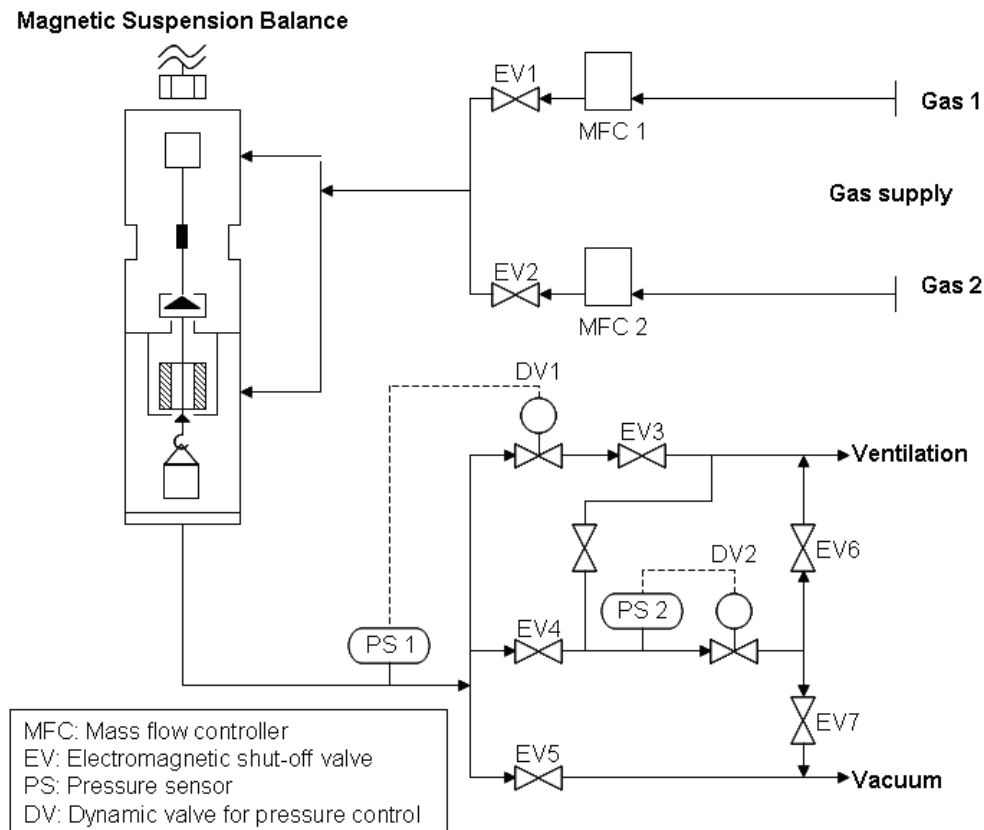 Magnetic Suspension Balance
EV1
MFC 1
Gas 1
Gas supply
EV2
MFC 2
Gas 2
DV1
EV3
Ventilation
DV2
EV6
PS 2
PS 1
EV4
EV7
EV5
Vacuum
MFC: Mass flow controller
EV: Electromagnetic shut-off valve
PS: Pressure sensor
DV: Dynamic valve for pressure control